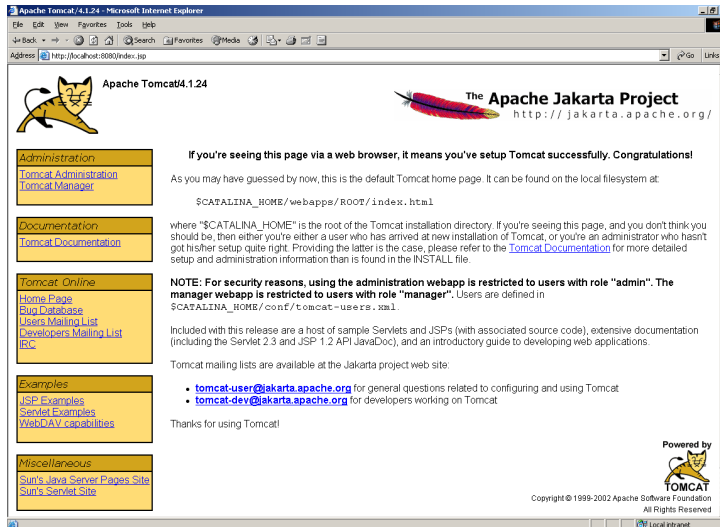 Apache Tomcat/4.1.24 - Microsoft Internet Explorer
File Edit View Favorites Tools Help
Back Search Favorites Media
Address http://localhost:8080/index.jsp Go Links
Apache Tomcat/4.1.24
The Apache Jakarta Project
http://jakarta.apache.org/
Administration
Tomcat Administration
Tomcat Manager
Documentation
Tomcat Documentation
Tomcat Online
Home Page
Bug Database
Users Mailing List
Developers Mailing List
IRC
Examples
JSP Examples
Servlet Examples
WebDAV capabilities
Miscellaneous
Sun's Java Server Pages Site
Sun's Servlet Site
If you're seeing this page via a web browser, it means you've setup Tomcat successfully. Congratulations!
As you may have guessed by now, this is the default Tomcat home page. It can be found on the local filesystem at:
$CATALINA_HOME/webapps/ROOT/index.html
where "$CATALINA_HOME" is the root of the Tomcat installation directory. If you're seeing this page, and you don't think you
should be, then either you're either a user who has arrived at new installation of Tomcat, or you're an administrator who hasn't
got his/her setup quite right. Providing the latter is the case, please refer to the Tomcat Documentation for more detailed
setup and administration information than is found in the INSTALL file.
NOTE: For security reasons, using the administration webapp is restricted to users with role "admin". The
manager webapp is restricted to users with role "manager". Users are defined in
$CATALINA_HOME/conf/tomcat-users.xml.
Included with this release are a host of sample Servlets and JSPs (with associated source code), extensive documentation
(including the Servlet 2.3 and JSP 1.2 API JavaDoc), and an introductory guide to developing web applications.
Tomcat mailing lists are available at the Jakarta project web site:
• tomcat-user@jakarta.apache.org for general questions related to configuring and using Tomcat
• tomcat-dev@jakarta.apache.org for developers working on Tomcat
Thanks for using Tomcat!
Powered by
TOMCAT
Copyright © 1999-2002 Apache Software Foundation
All Rights Reserved
Local intranet